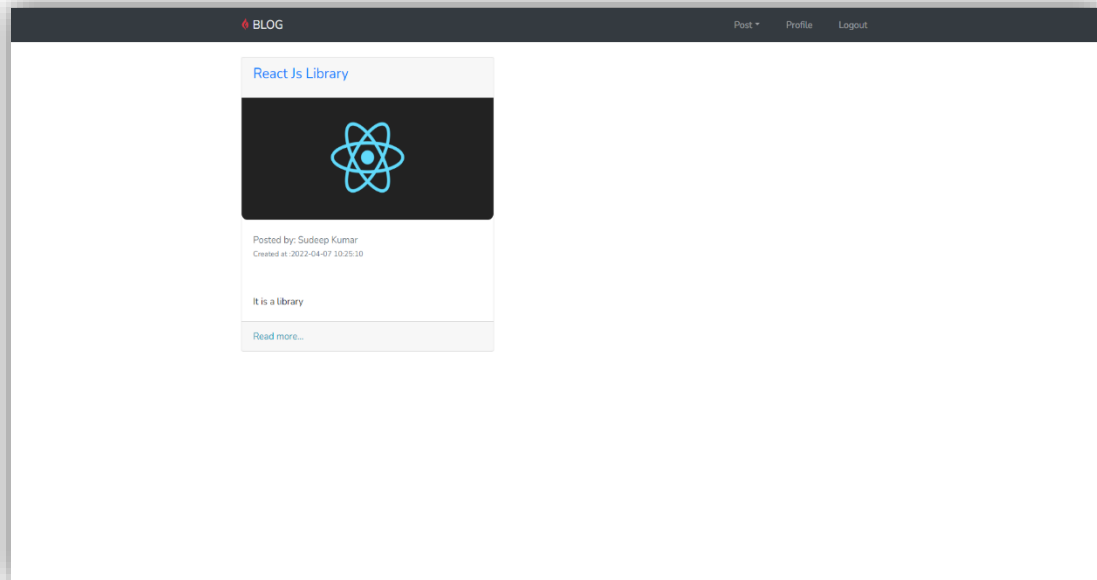 BLOG
Post
Profile
Logout
React Js Library
Posted by: Sudeep Kumar
Created at :2022-04-07 10:25:10
It is a library
Read more...